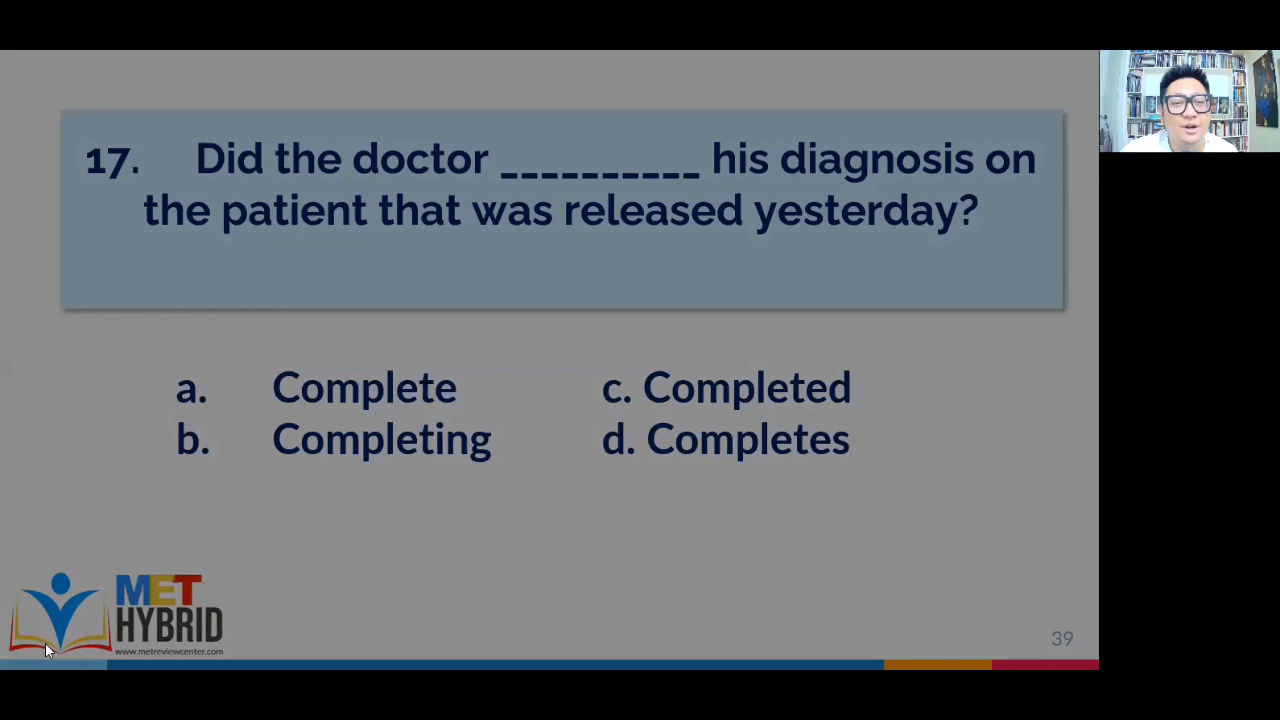 17. Did the doctor __________ his diagnosis on
the patient that was released yesterday?
a. Complete
c. Completed
b. Completing
d. Completes
MET
HYBRID
www.metreviewcenter.com
39